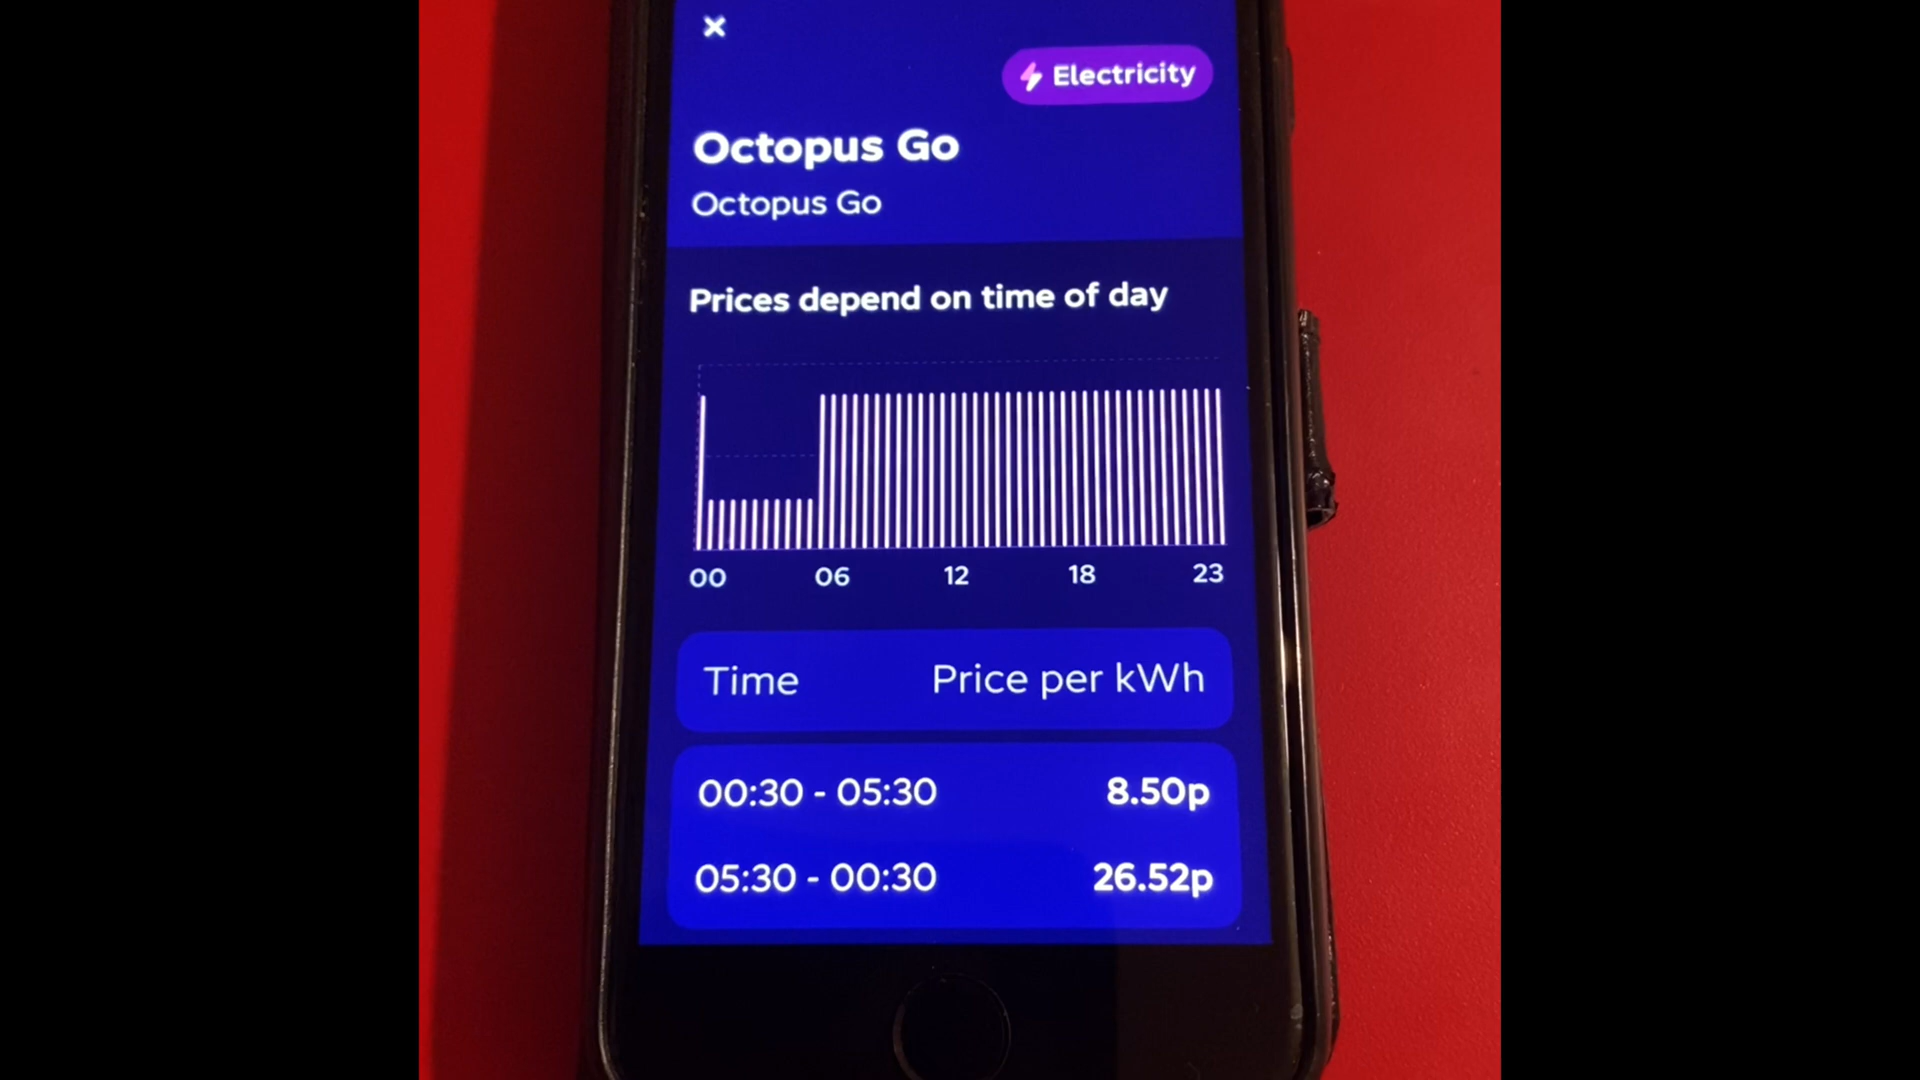 ×
Electricity
Octopus Go
Octopus Go
Prices depend on time of day
00 06 12 18 23
Time Price per kWh
00:30 - 05:30 8.50p
05:30 - 00:30 26.52p